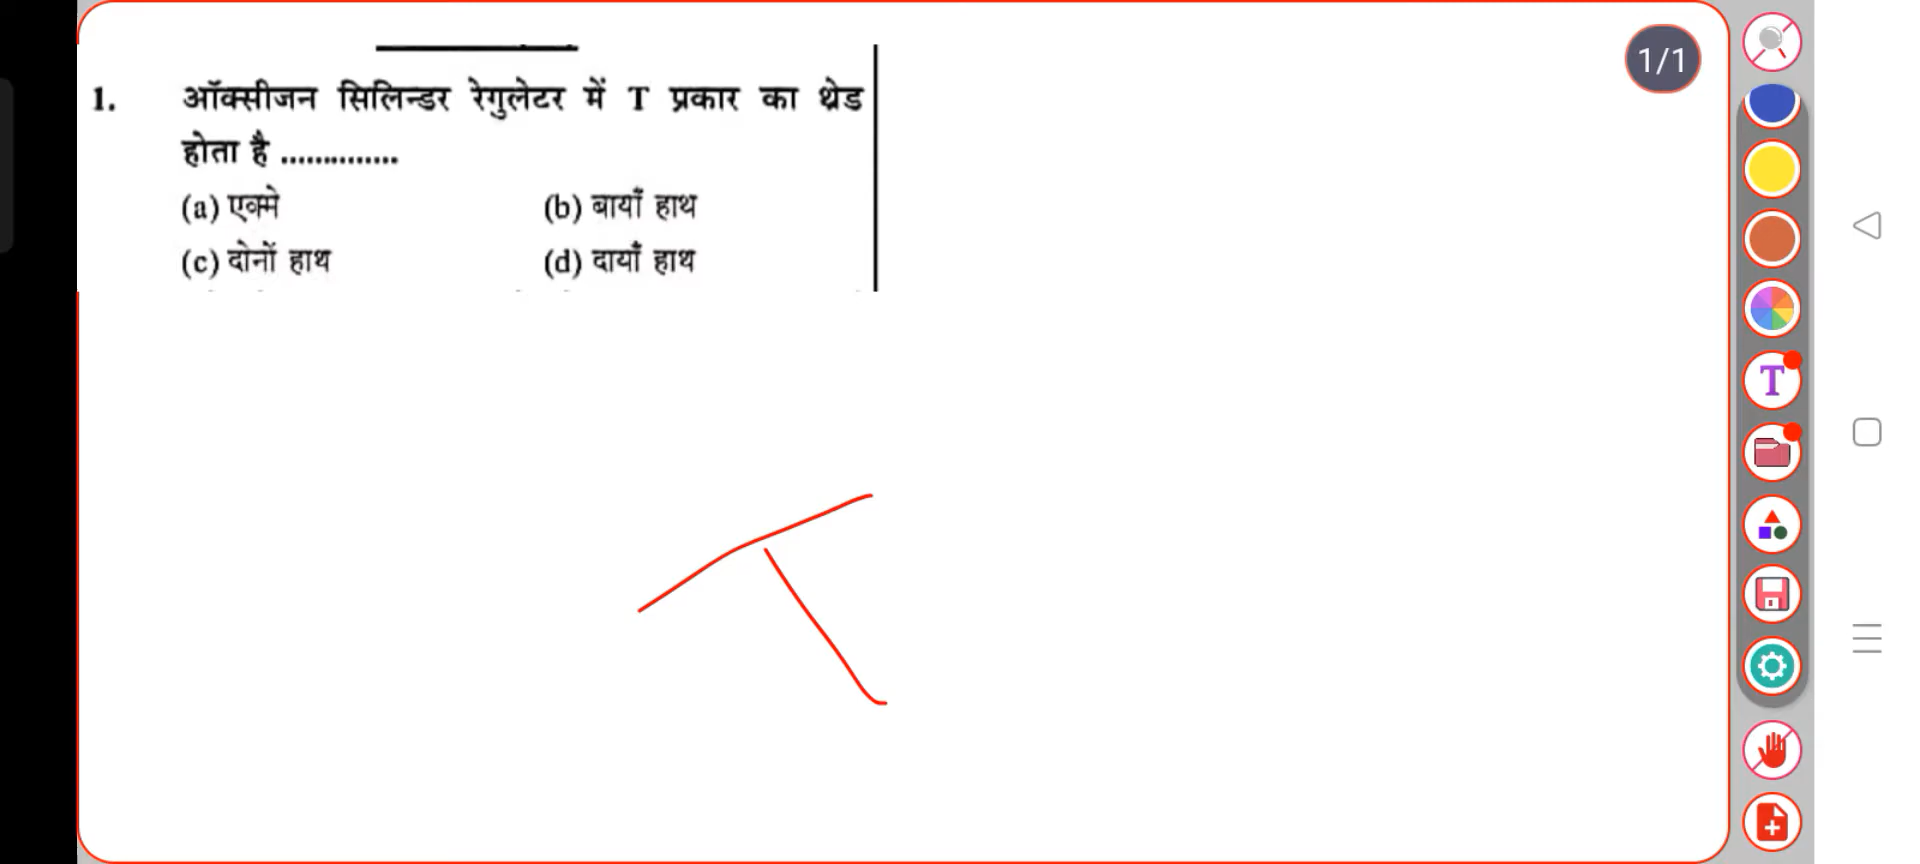 1/1
1. ऑक्सीजन सिलिन्डर रेगुलेटर में T प्रकार का थ्रेड
होता है ..............
(a) एक्मे (b) बायाँ हाथ
(c) दोनों हाथ (d) दायाँ हाथ
T